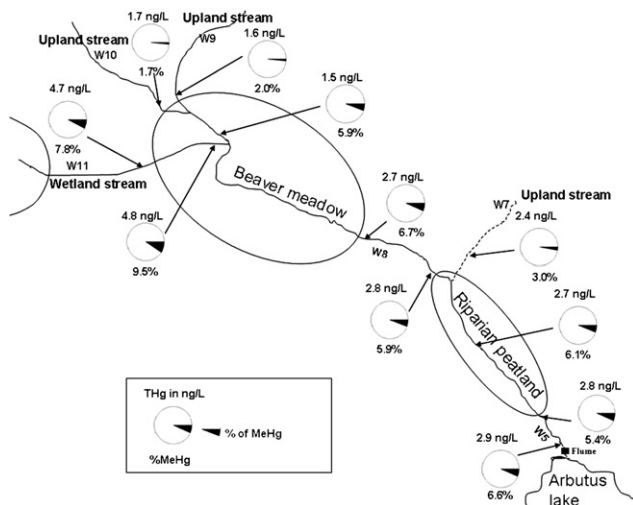 1.7 ng/L
Upland stream
W10
1.7%
Upland stream
W9
1.6 ng/L
2.0%
1.5 ng/L
5.9%
4.7 ng/L
7.8%
W11
Wetland stream
4.8 ng/L
9.5%
Beaver meadow
2.7 ng/L
6.7%
W8
Upland stream
W7
2.4 ng/L
3.0%
2.8 ng/L
5.9%
Riparian peatland
2.7 ng/L
6.1%
2.8 ng/L
5.4%
W5
2.9 ng/L
6.6%
Flume
Arbutus
lake
THg in ng/L
% of MeHg
%MeHg